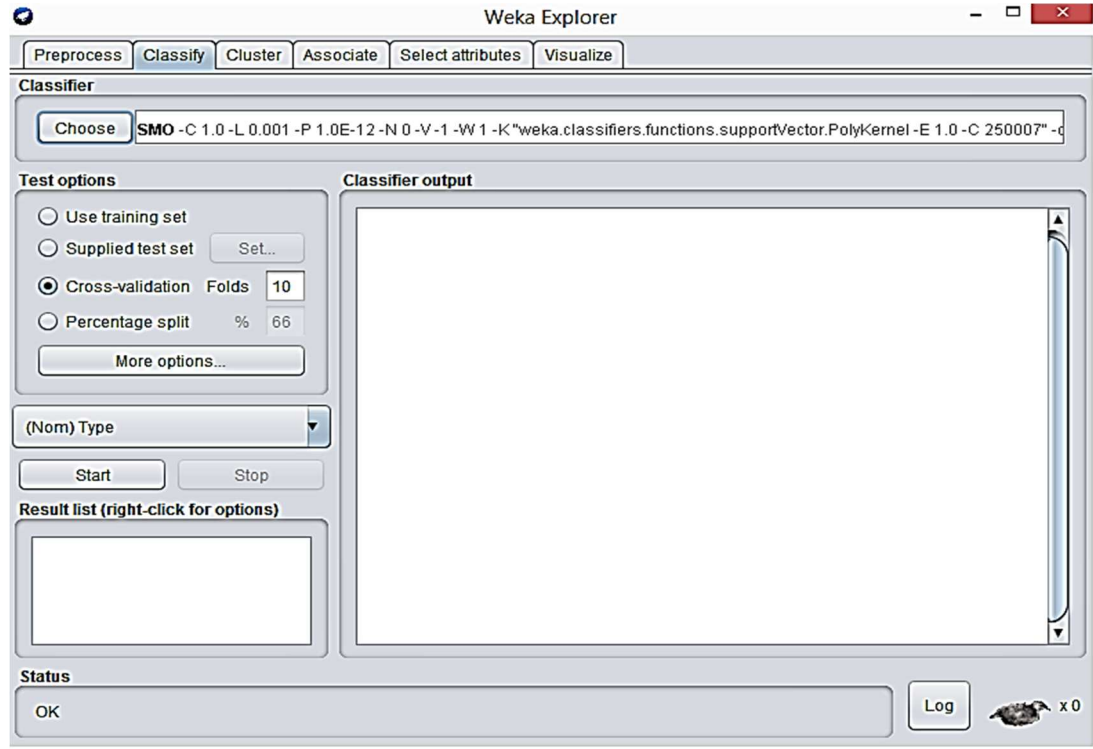 Weka Explorer
Preprocess Classify Cluster Associate Select attributes Visualize
Classifier
Choose SMO -C 1.0 -L 0.001 -P 1.0E-12 -N 0 -V -1 -W 1 -K "weka.classifiers.functions.supportVector.PolyKernel -E 1.0 -C 250007" -c
Test options
Use training set
Supplied test set Set...
Cross-validation Folds 10
Percentage split % 66
More options...
(Nom) Type
Start Stop
Result list (right-click for options)
Classifier output
Status
OK
Log x 0